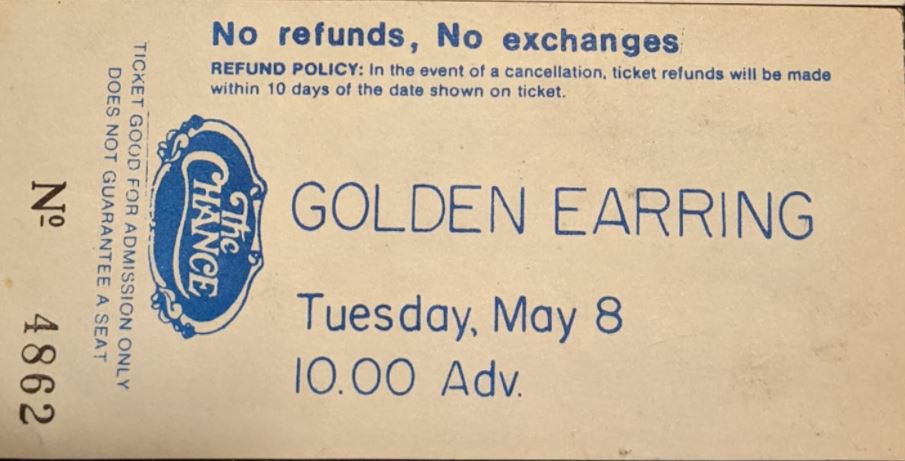 No refunds, No exchanges
REFUND POLICY: In the event of a cancellation, ticket refunds will be made
within 10 days of the date shown on ticket.
TICKET GOOD FOR ADMISSION ONLY
DOES NOT GUARANTEE A SEAT
Nº 4862
The
CHANCE
GOLDEN EARRING
Tuesday, May 8
10.00 Adv.